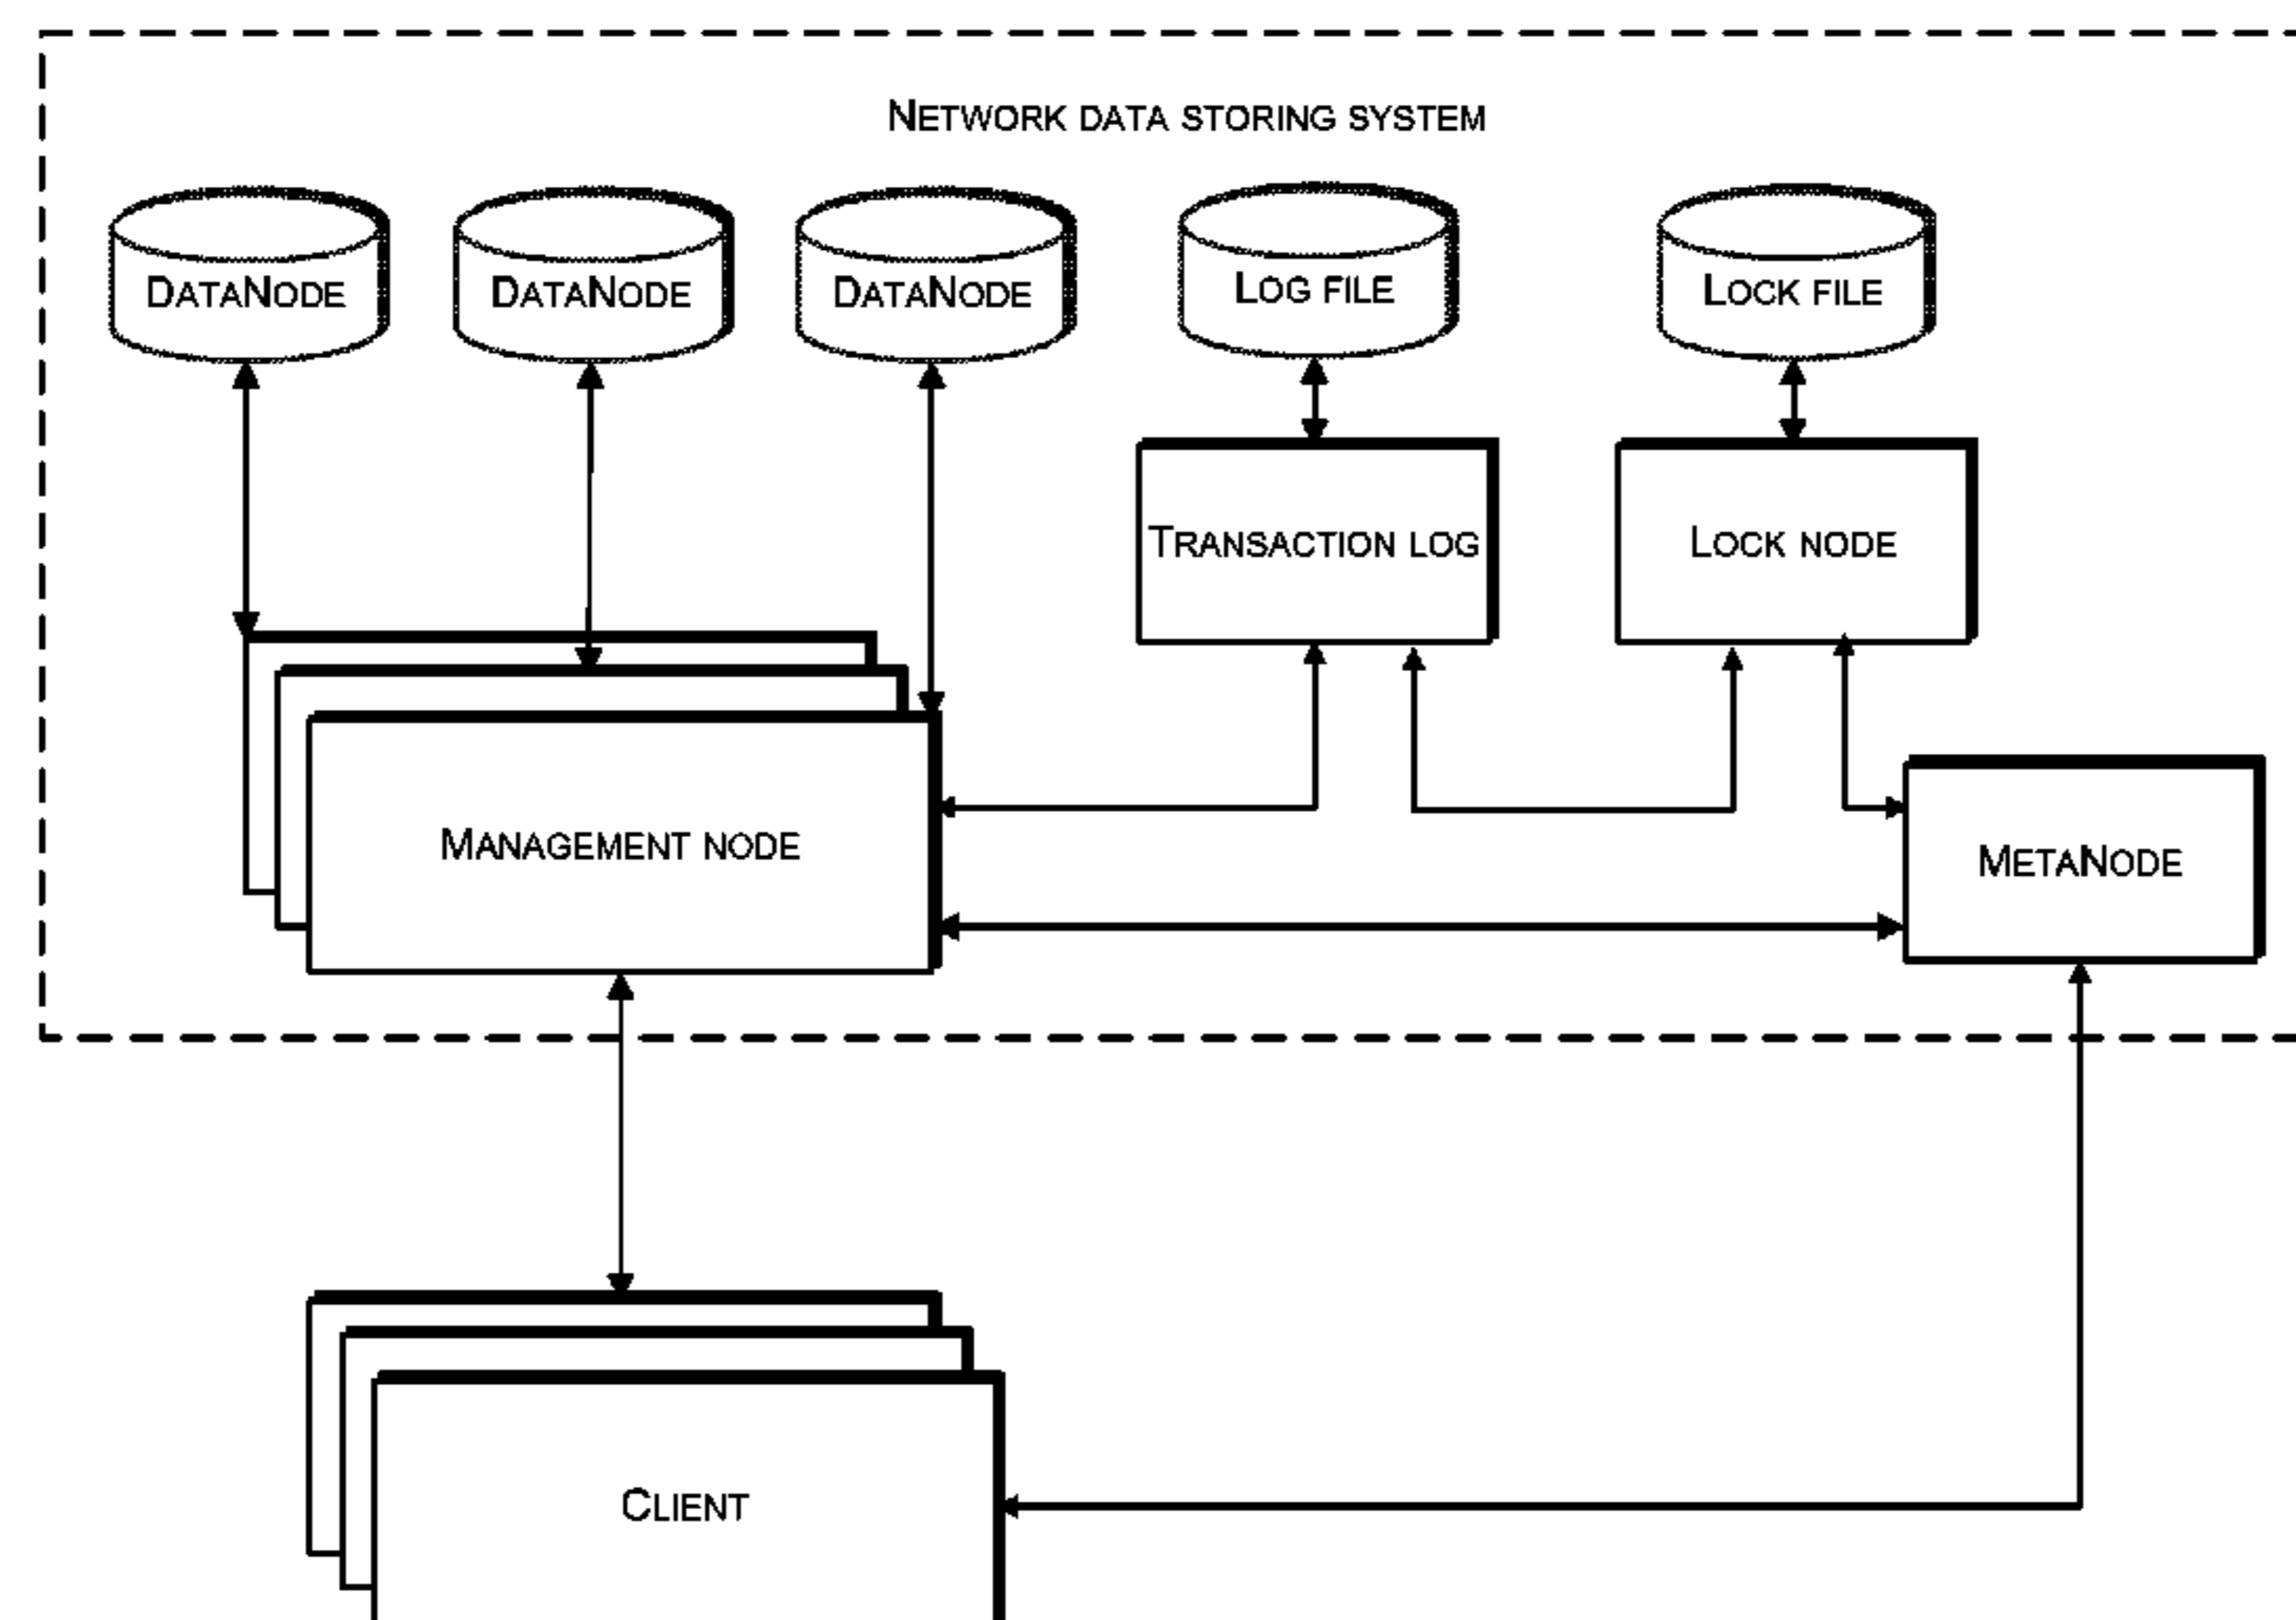 NETWORK DATA STORING SYSTEM
DATANODE
DATANODE
DATANODE
LOG FILE
LOCK FILE
TRANSACTION LOG
LOCK NODE
MANAGEMENT NODE
METANODE
CLIENT